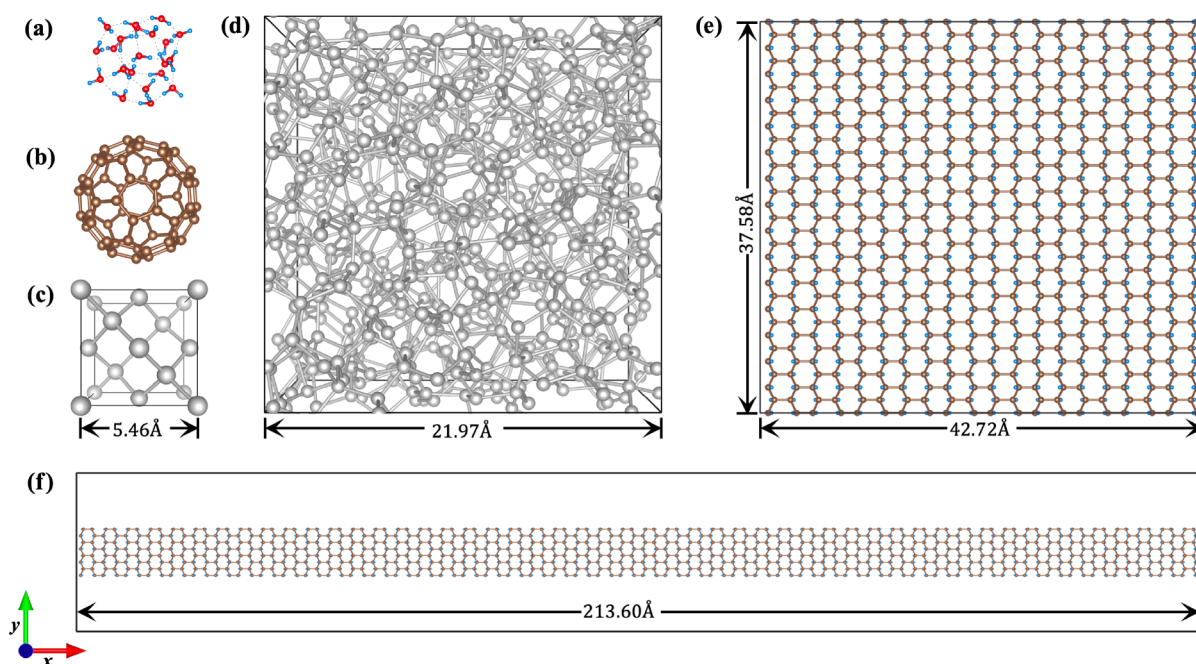 (a)
(b)
(c)
5.46Å
(d)
21.97Å
(e)
37.58Å
42.72Å
(f)
213.60Å
y
x